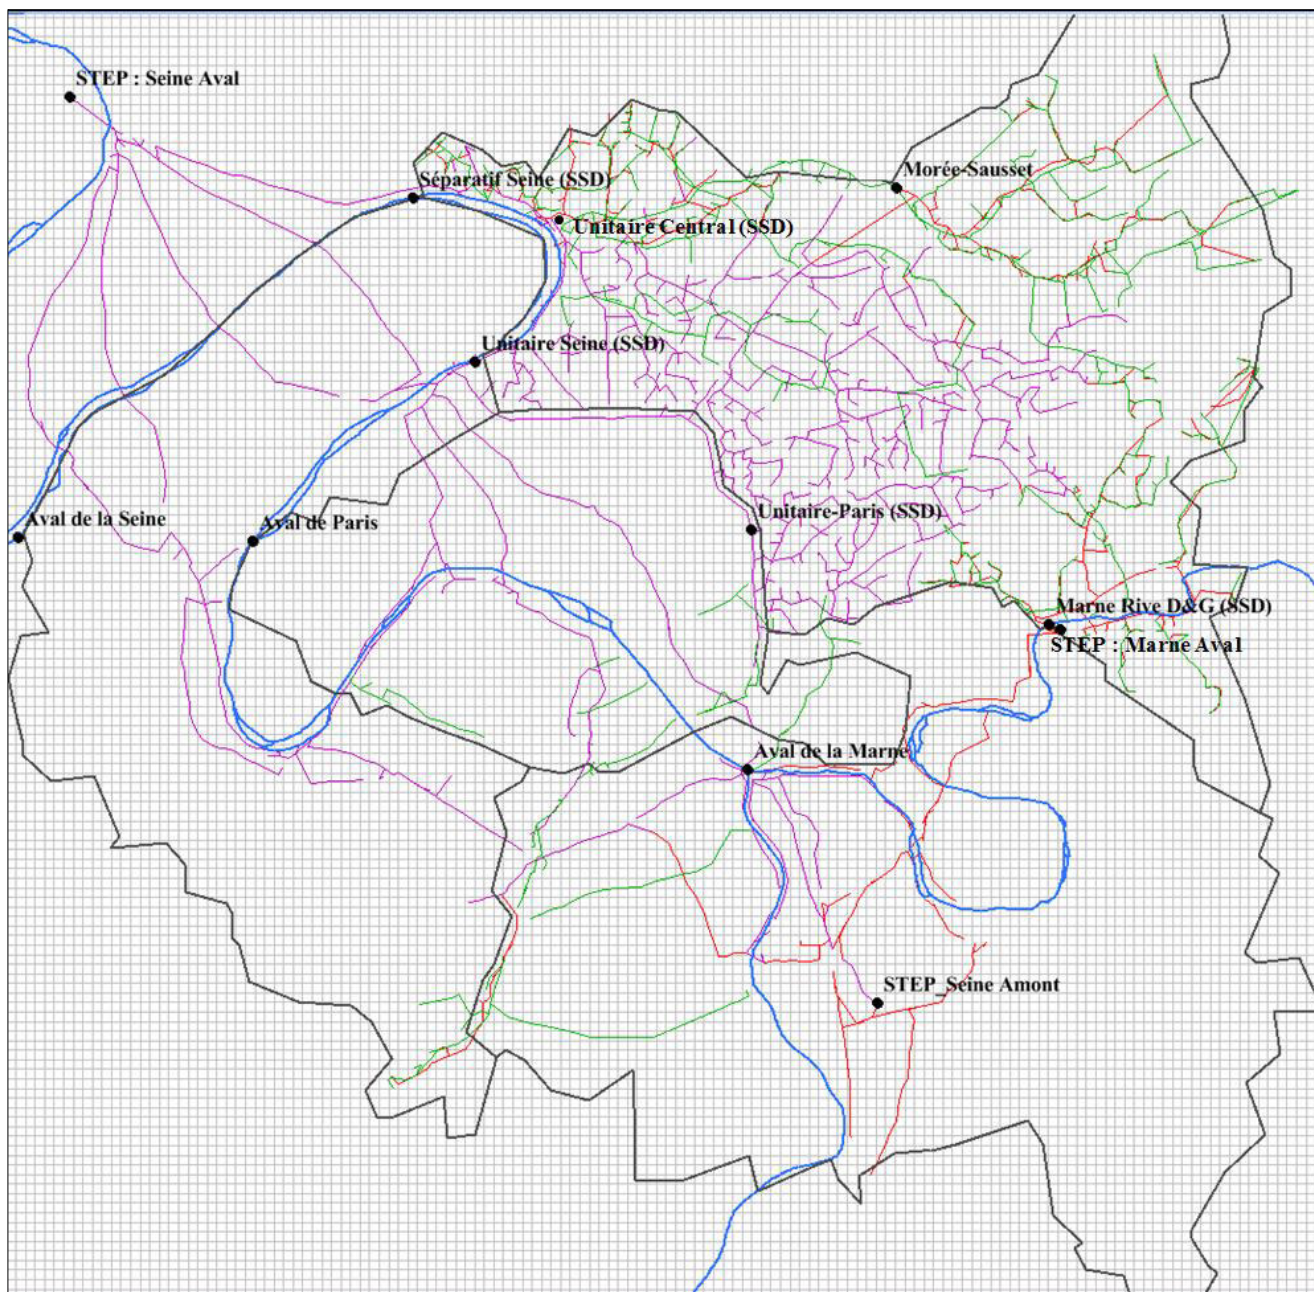 STEP : Seine Aval
Morée-Sausset
Séparatif Seine (SSD)
Unitaire Central (SSD)
Unitaire Seine (SSD)
Unitaire-Paris (SSD)
Aval de la Seine
Aval de Paris
Marne Rive D&G (SSD)
STEP : Marne Aval
Aval de la Marne
STEP_Seine Amont